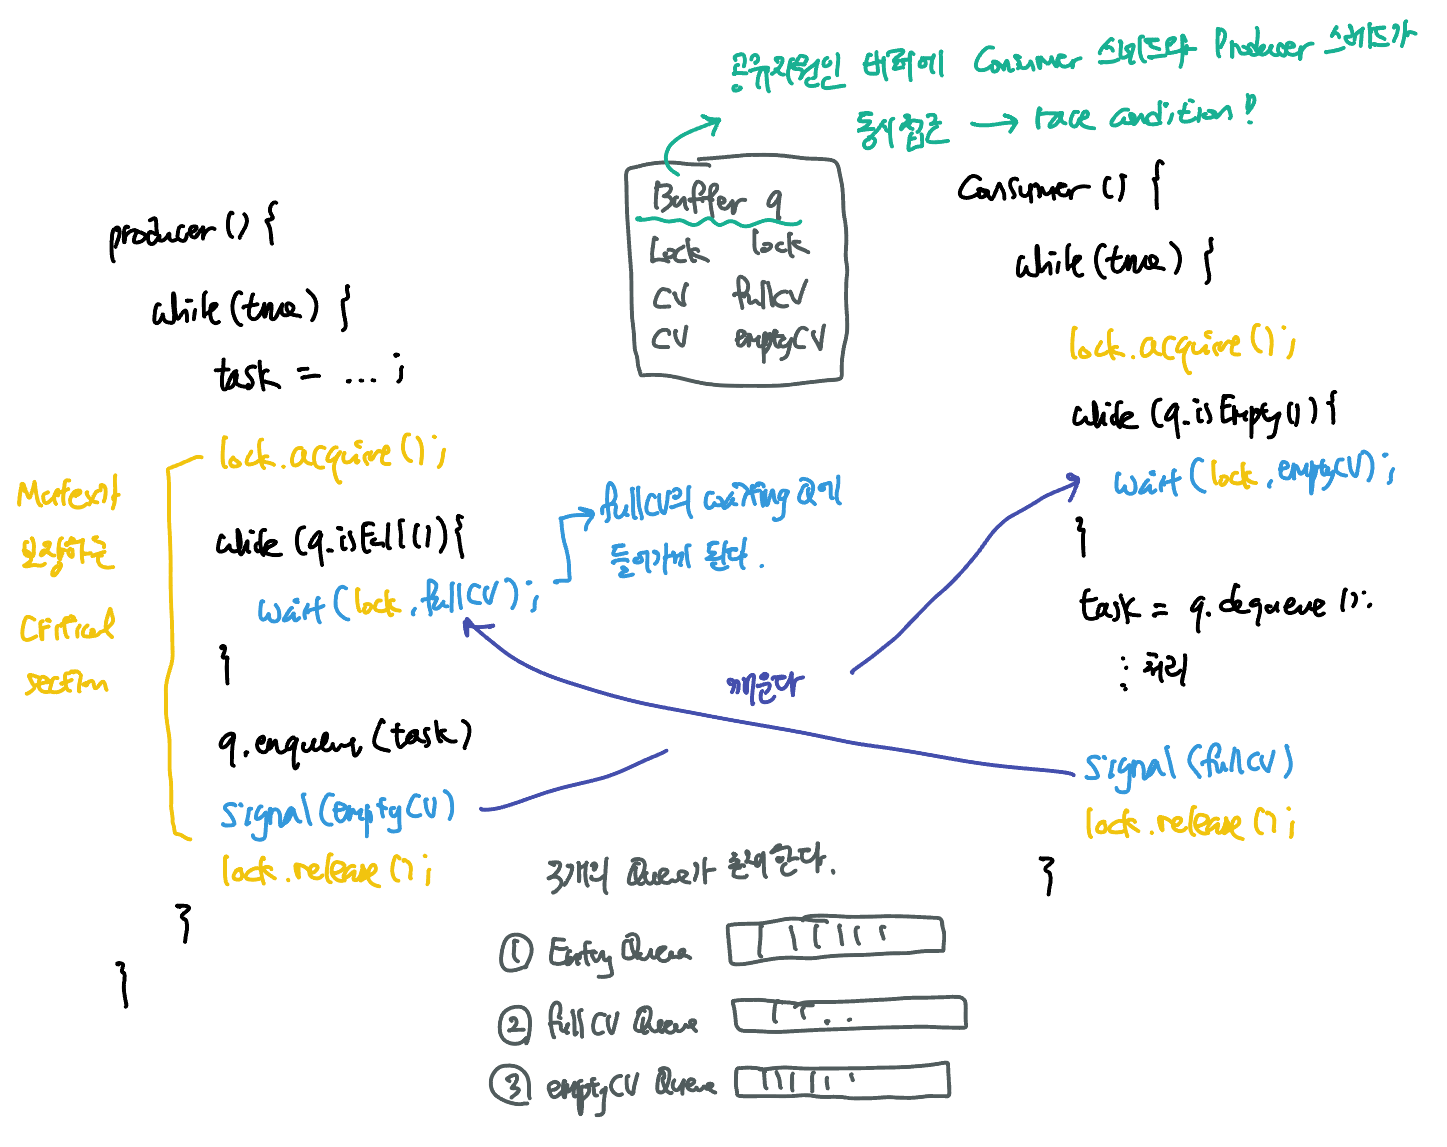 공유자원인 버퍼에 Consumer 스레드와 Producer 스레드가
동시접근 → race condition!
Buffer q
Lock lock
CV fullCV
CV emptyCV
producer() {
while(true) {
task = ... ;
lock.acquire();
while (q.isFull()) {
wait(lock, fullCV);
}
q.enqueue(task)
signal(emptyCV)
lock.release();
}
}
Mutex가
보장하는
Critical
section
fullCV의 waiting Q에
들어가게 된다.
깨운다
Consumer() {
while(true) {
lock.acquire();
while (q.isEmpty()) {
wait(lock, emptyCV);
}
task = q.dequeue();
⋮ 처리
signal(fullCV)
lock.release();
}
3개의 Queue가 존재한다.
① Entry Queue
② fullCV Queue
③ emptyCV Queue